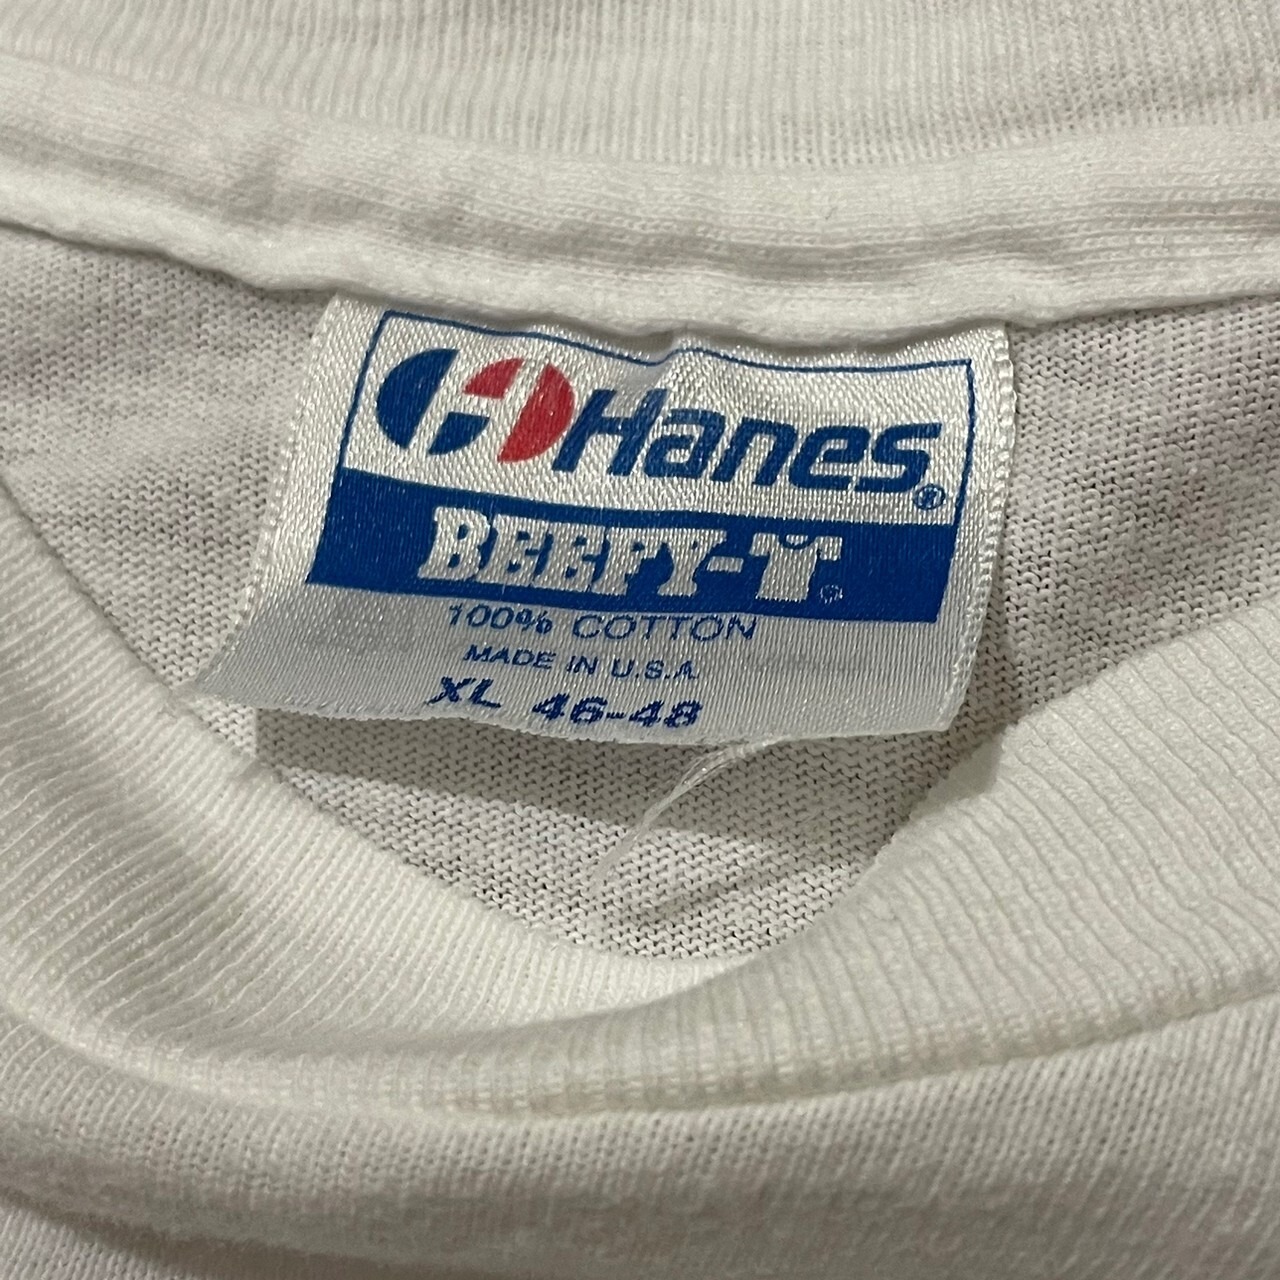 Hanes®
BEEFY-T®
100% COTTON
MADE IN U.S.A.
XL 46-48